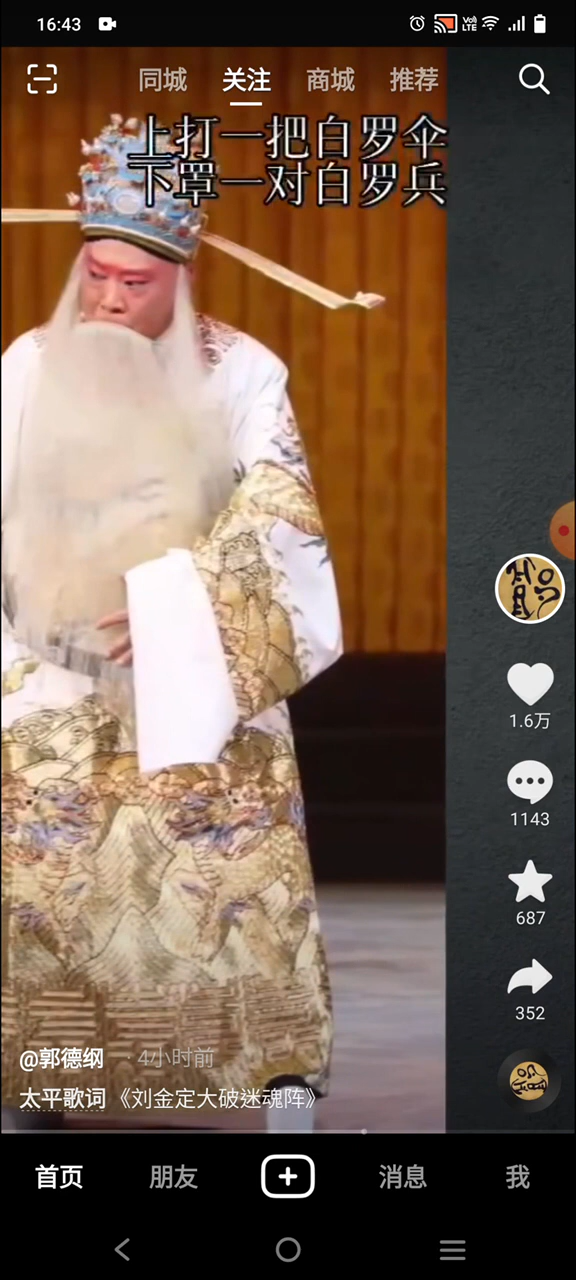 16:43
Vo)
LTE
同城 关注 商城 推荐
上打一把白罗伞
下罩一对白罗兵
1.6万
1143
687
352
@郭德纲 · 4小时前
太平歌词《刘金定大破迷魂阵》
首页 朋友 消息 我